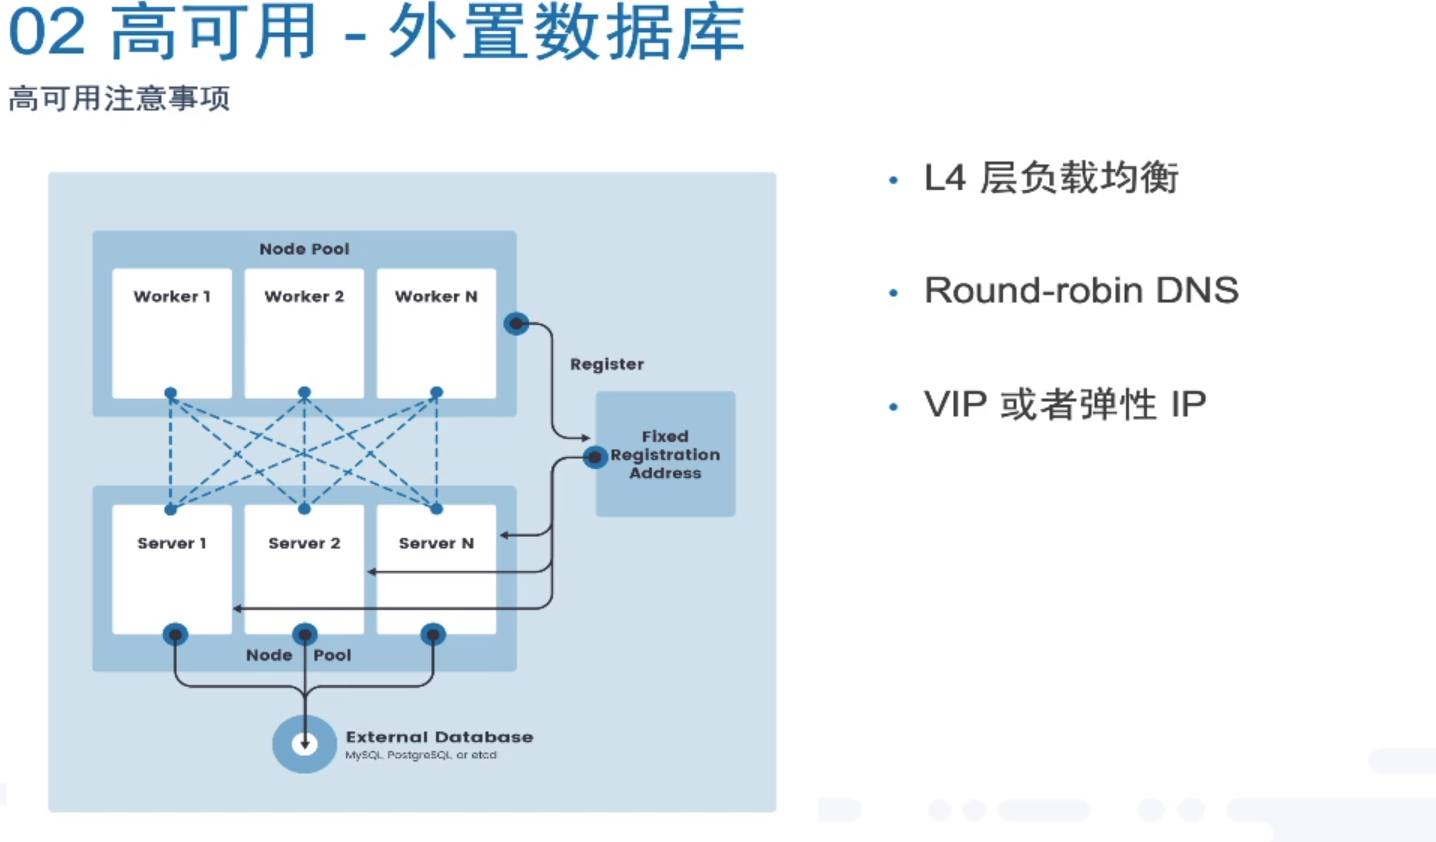 02 高可用 - 外置数据库
高可用注意事项
Node Pool
Worker 1
Worker 2
Worker N
Register
Fixed
Registration
Address
Server 1
Server 2
Server N
Node Pool
External Database
MySQL, PostgreSQL, or etcd
• L4 层负载均衡
• Round-robin DNS
• VIP 或者弹性 IP